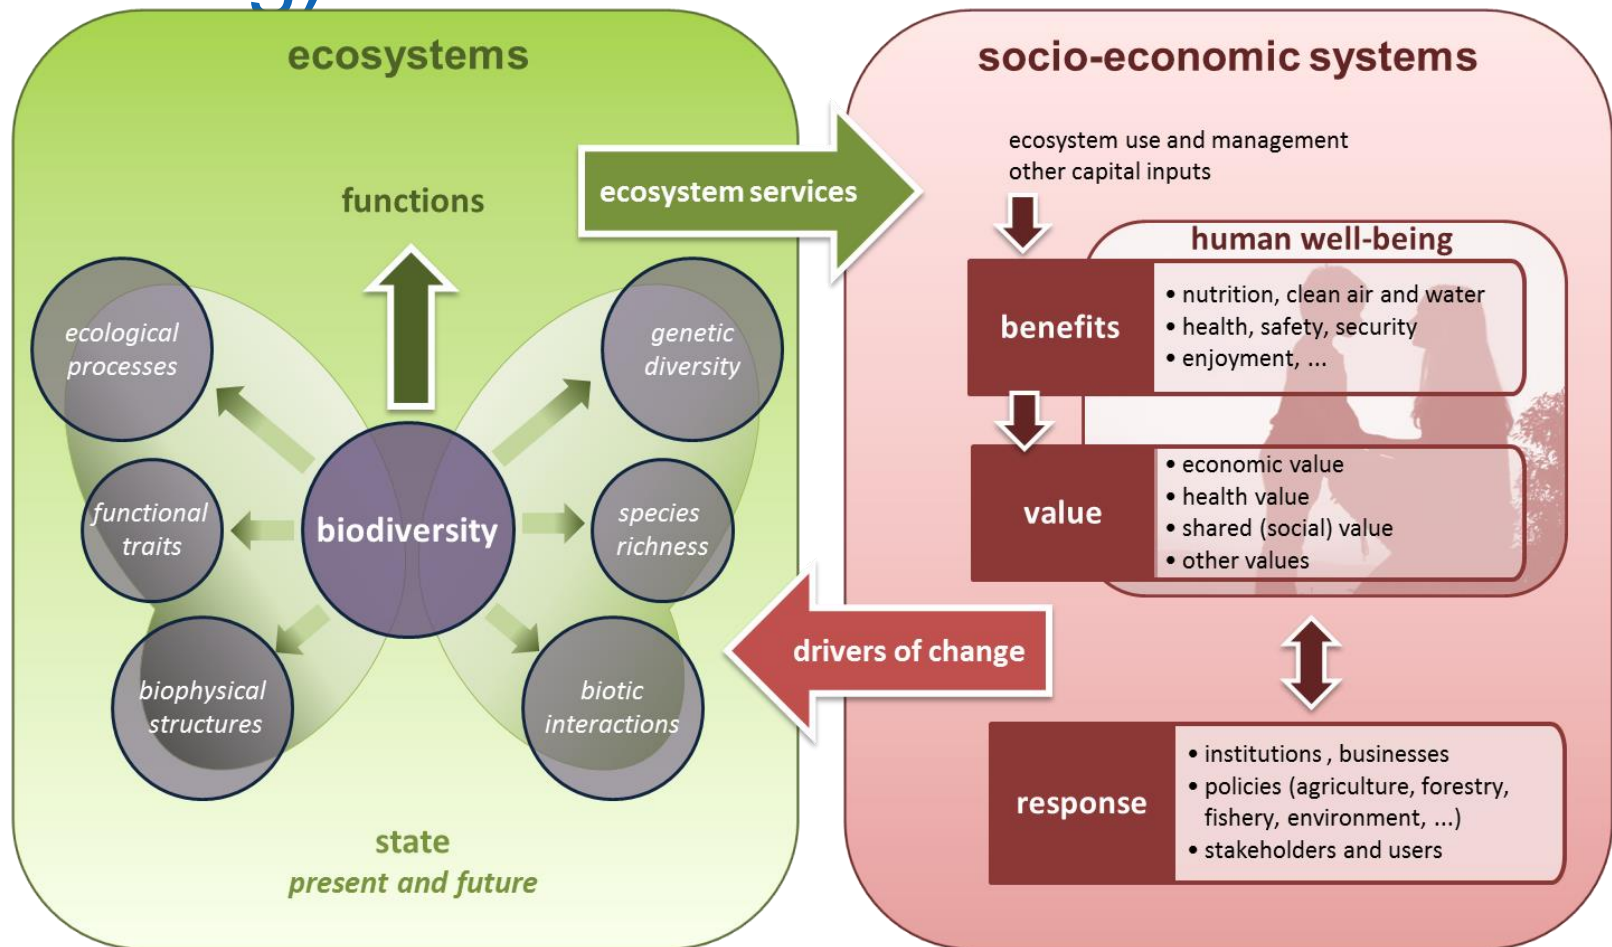 ecosystems
functions
ecosystem services
ecological
processes
genetic
diversity
functional
traits
biodiversity
species
richness
biophysical
structures
biotic
interactions
state
present and future
socio-economic systems
ecosystem use and management
other capital inputs
human well-being
benefits
• nutrition, clean air and water
• health, safety, security
• enjoyment, ...
value
• economic value
• health value
• shared (social) value
• other values
drivers of change
response
• institutions , businesses
• policies (agriculture, forestry,
fishery, environment, ...)
• stakeholders and users